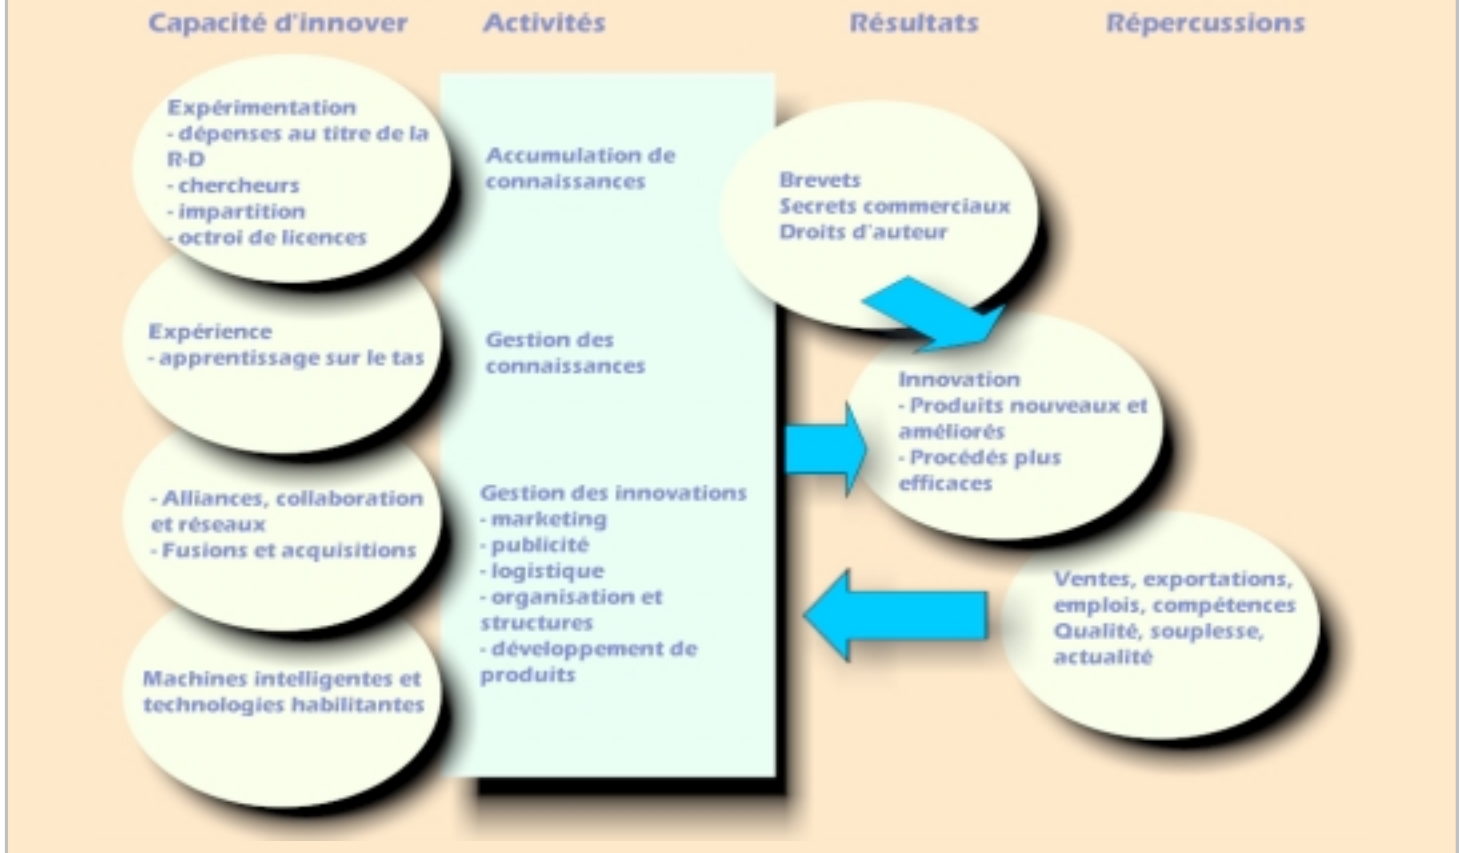 Capacité d'innover
Activités
Résultats
Répercussions
Expérimentation
- dépenses au titre de la
R-D
- chercheurs
- impartition
- octroi de licences
Expérience
- apprentissage sur le tas
- Alliances, collaboration
et réseaux
- Fusions et acquisitions
Machines intelligentes et
technologies habilitantes
Accumulation de
connaissances
Gestion des
connaissances
Gestion des innovations
- marketing
- publicité
- logistique
- organisation et
structures
- développement de
produits
Brevets
Secrets commerciaux
Droits d'auteur
Innovation
- Produits nouveaux et
améliorés
- Procédés plus
efficaces
Ventes, exportations,
emplois, compétences
Qualité, souplesse,
actualité